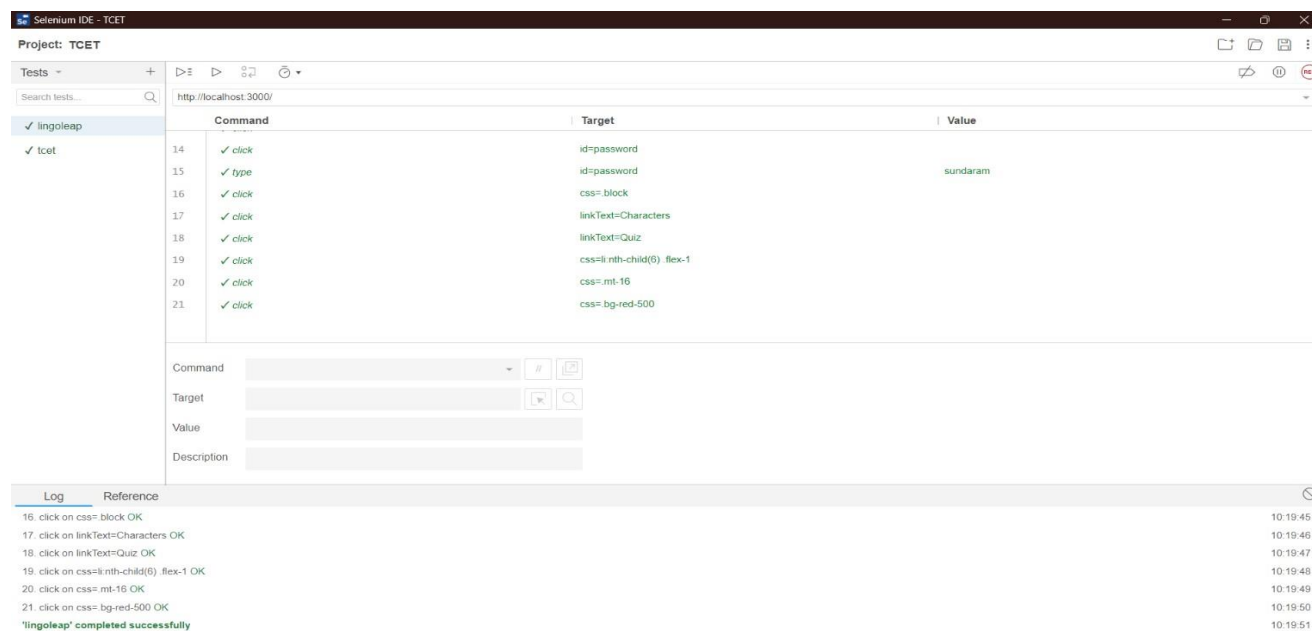 Selenium IDE - TCET
Project: TCET
Tests
Search tests...
http://localhost:3000/
✓ lingoleap
✓ tcet
Command Target Value
14 ✓ click id=password
15 ✓ type id=password sundaram
16 ✓ click css=.block
17 ✓ click linkText=Characters
18 ✓ click linkText=Quiz
19 ✓ click css=li:nth-child(6) .flex-1
20 ✓ click css=.mt-16
21 ✓ click css=.bg-red-500
Command //
Target
Value
Description
Log Reference
16. click on css=.block OK 10:19:45
17. click on linkText=Characters OK 10:19:46
18. click on linkText=Quiz OK 10:19:47
19. click on css=li:nth-child(6) .flex-1 OK 10:19:48
20. click on css=.mt-16 OK 10:19:49
21. click on css=.bg-red-500 OK 10:19:50
'lingoleap' completed successfully 10:19:51